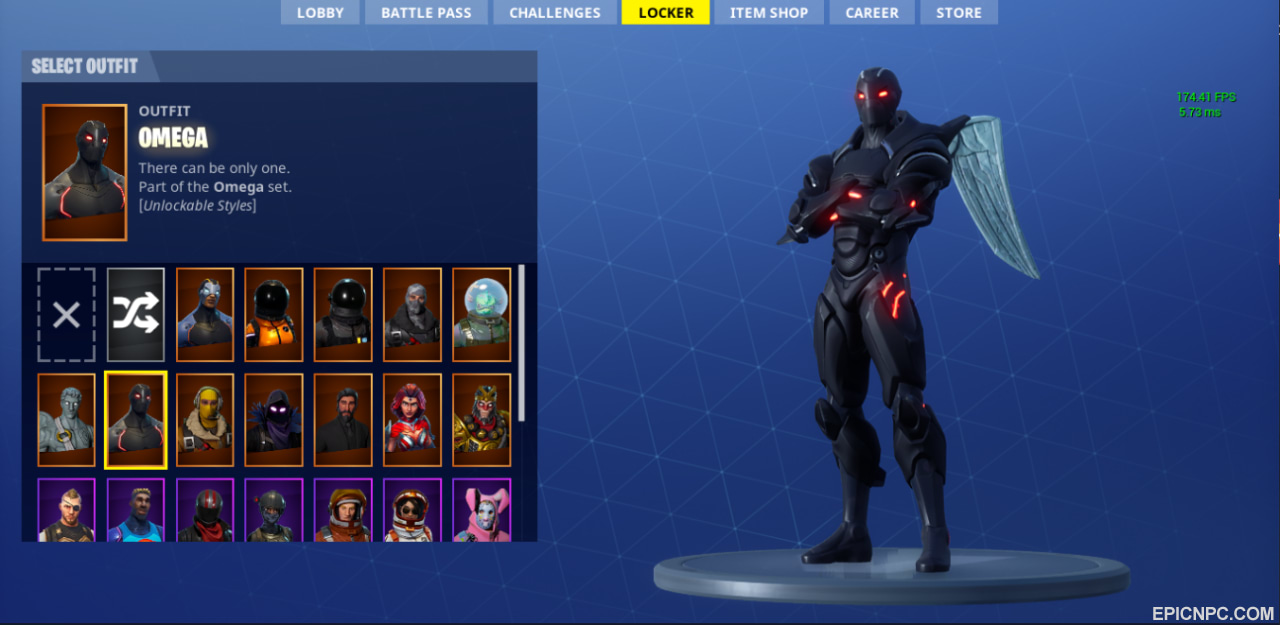 LOBBY
BATTLE PASS
CHALLENGES
LOCKER
ITEM SHOP
CAREER
STORE
SELECT OUTFIT
OUTFIT
OMEGA
There can be only one.
Part of the Omega set.
[Unlockable Styles]
174.41 FPS
5.73 ms
EPICNPC.COM